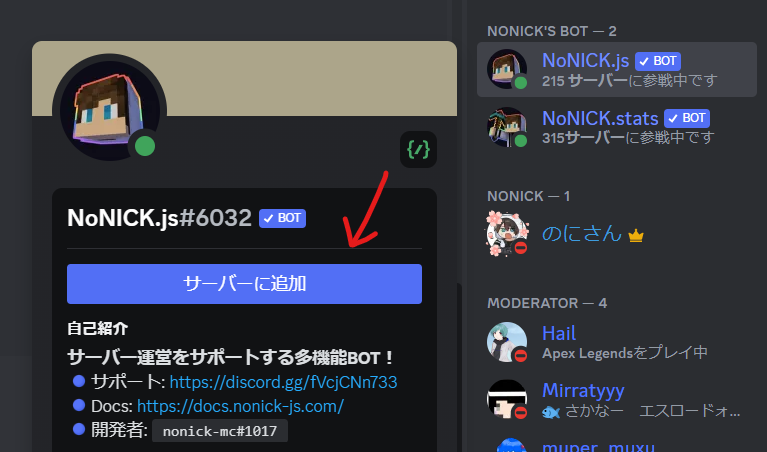 NoNICK.js#6032 BOT
サーバーに追加
自己紹介
サーバー運営をサポートする多機能BOT！
サポート: https://discord.gg/fVcjCNn733
Docs: https://docs.nonick-js.com/
開発者: nonick-mc#1017
NONICK'S BOT — 2
NoNICK.js BOT
215 サーバーに参戦中です
NoNICK.stats BOT
315サーバーに参戦中です
NONICK — 1
のにさん
MODERATOR — 4
Hail
Apex Legendsをプレイ中
Mirratyyy
さかなー　エスロードォ...
muper_muxu